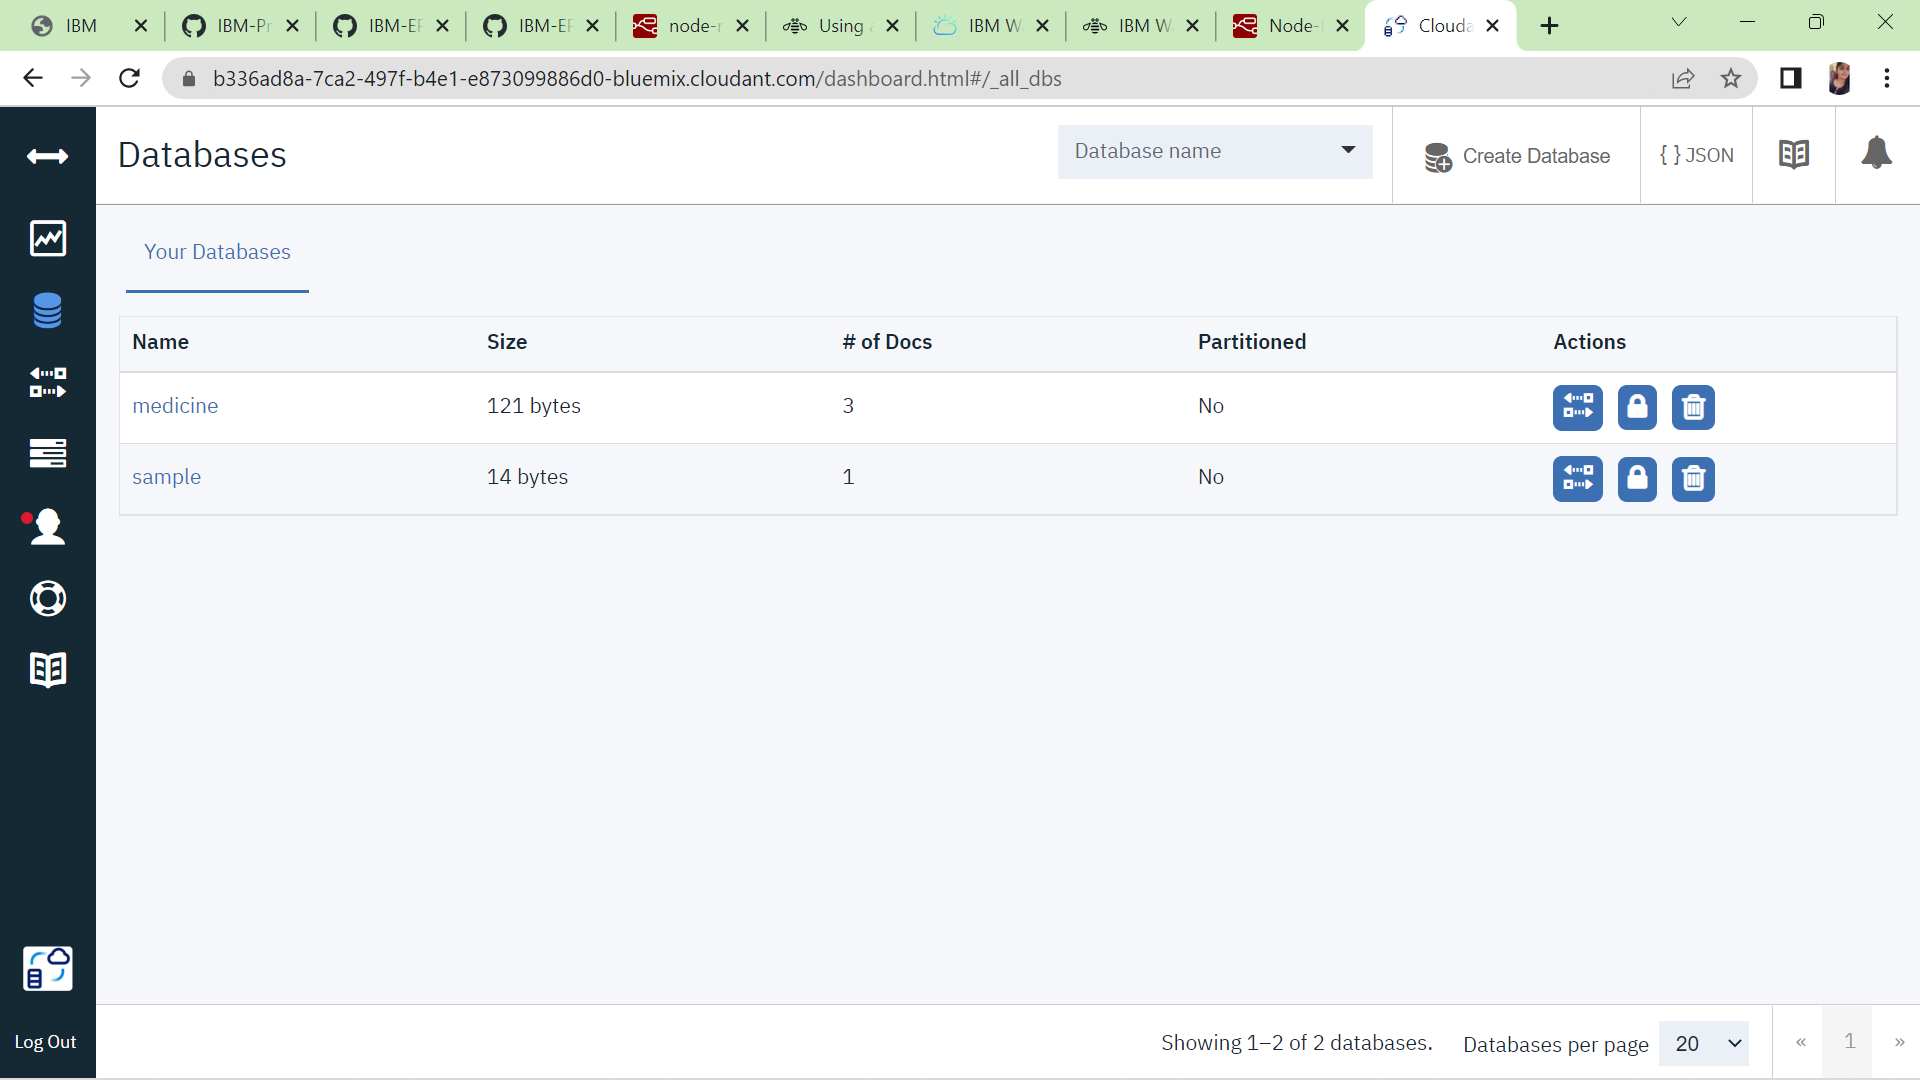 IBM
IBM-Pr
IBM-EP
IBM-EP
node-r
Using a
IBM W
IBM W
Node-
Clouda
b336ad8a-7ca2-497f-b4e1-e873099886d0-bluemix.cloudant.com/dashboard.html#/_all_dbs
Databases
Database name
Create Database
{ } JSON
Your Databases
Name Size # of Docs Partitioned Actions
medicine 121 bytes 3 No
sample 14 bytes 1 No
Log Out
Showing 1–2 of 2 databases. Databases per page 20 « 1 »